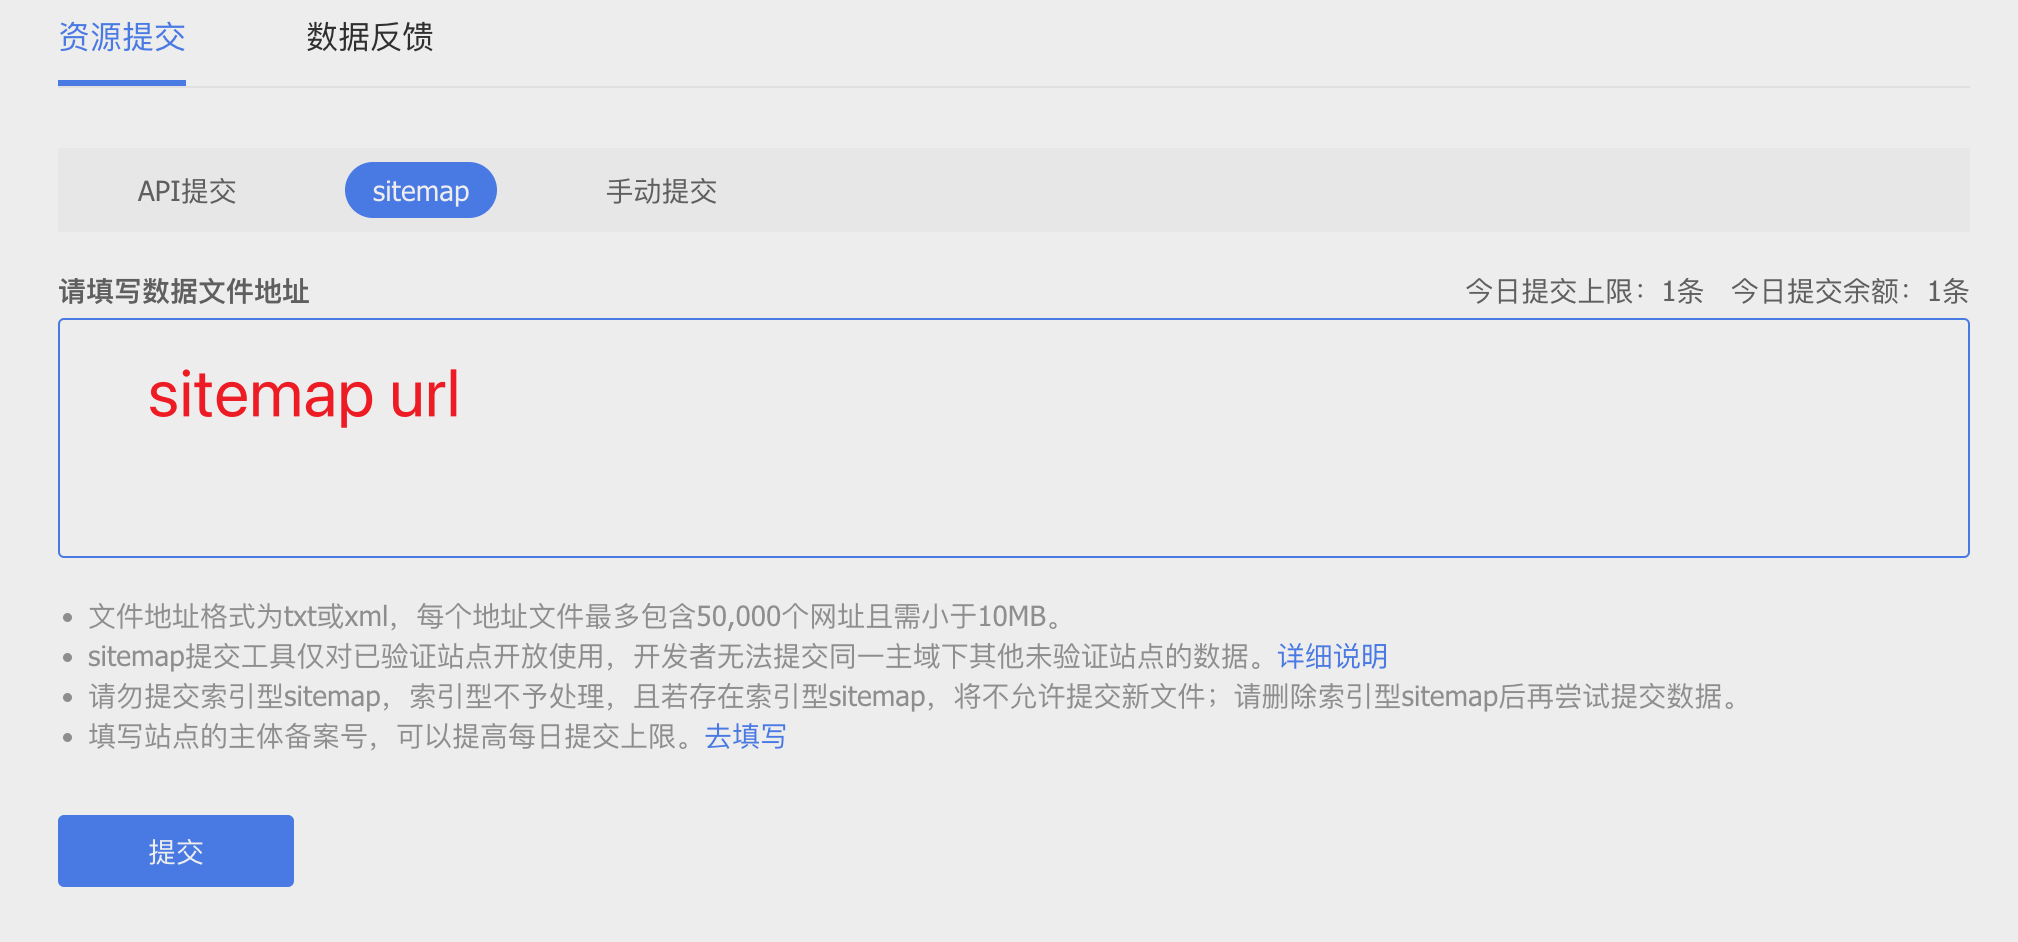 资源提交 数据反馈
API提交 sitemap 手动提交
请填写数据文件地址 今日提交上限：1条 今日提交余额：1条
sitemap url
文件地址格式为txt或xml，每个地址文件最多包含50,000个网址且需小于10MB。
sitemap提交工具仅对已验证站点开放使用，开发者无法提交同一主域下其他未验证站点的数据。详细说明
请勿提交索引型sitemap，索引型不予处理，且若存在索引型sitemap，将不允许提交新文件；请删除索引型sitemap后再尝试提交数据。
填写站点的主体备案号，可以提高每日提交上限。去填写
提交